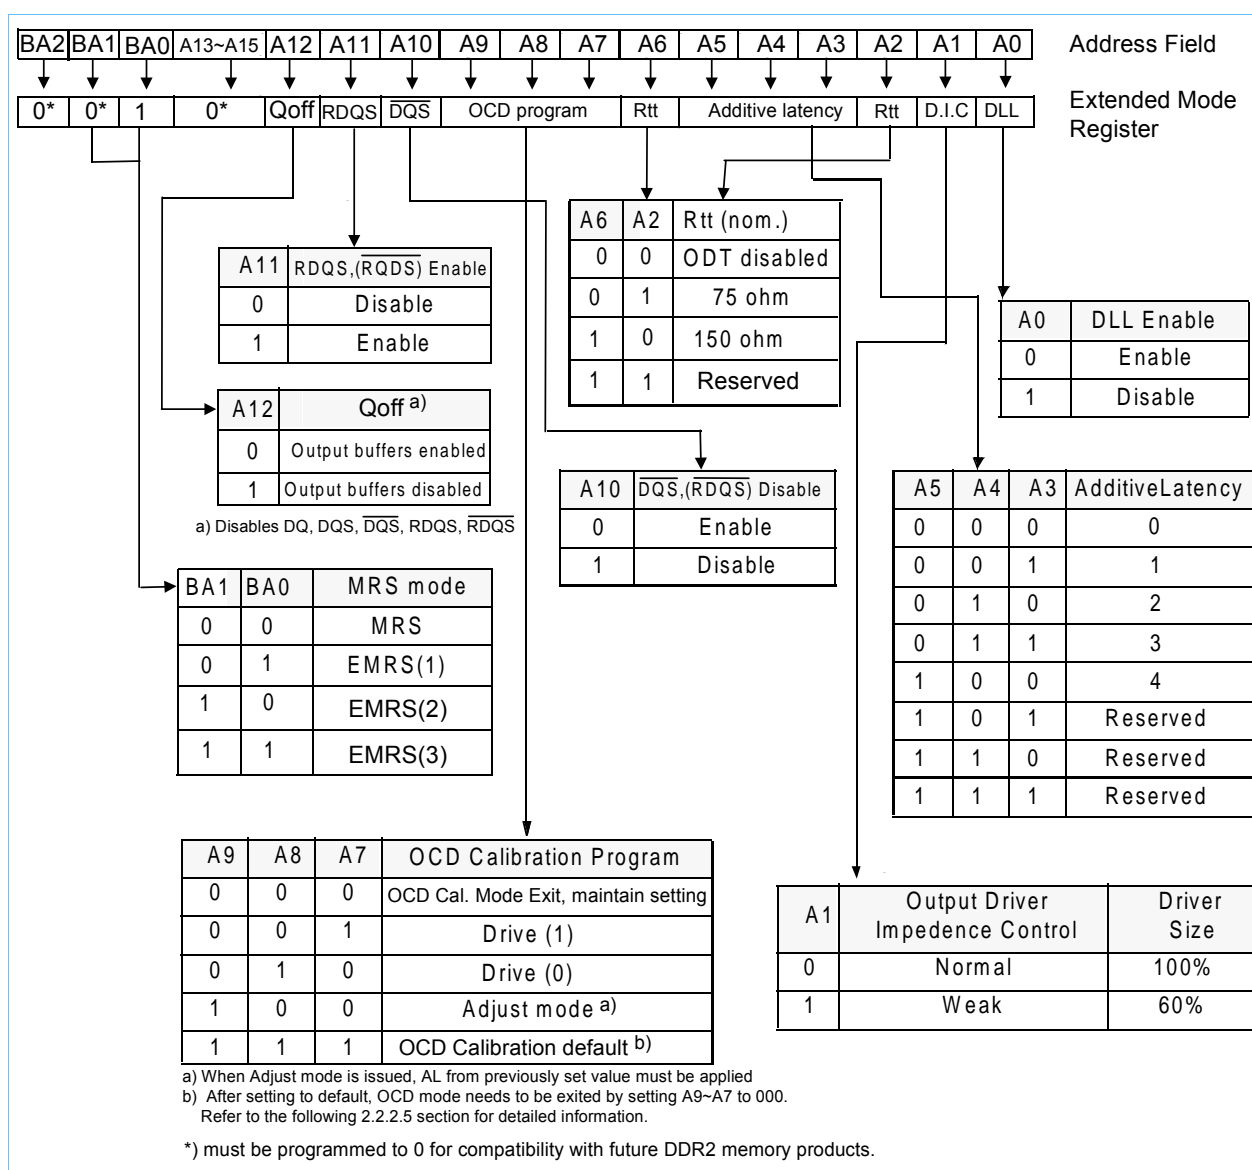 BA2 BA1 BA0 A13~A15 A12 A11 A10 A9 A8 A7 A6 A5 A4 A3 A2 A1 A0 Address Field
0* 0* 1 0* Qoff RDQS DQS OCD program Rtt Additive latency Rtt D.I.C DLL Extended Mode
Register
A6 A2 Rtt (nom.)
0 0 ODT disabled
0 1 75 ohm
1 0 150 ohm
1 1 Reserved
A11 RDQS,(RQDS) Enable
0 Disable
1 Enable
A0 DLL Enable
0 Enable
1 Disable
A12 Qoff a)
0 Output buffers enabled
1 Output buffers disabled
a) Disables DQ, DQS, DQS, RDQS, RDQS
A10 DQS,(RDQS) Disable
0 Enable
1 Disable
A5 A4 A3 AdditiveLatency
0 0 0 0
0 0 1 1
0 1 0 2
0 1 1 3
1 0 0 4
1 0 1 Reserved
1 1 0 Reserved
1 1 1 Reserved
BA1 BA0 MRS mode
0 0 MRS
0 1 EMRS(1)
1 0 EMRS(2)
1 1 EMRS(3)
A9 A8 A7 OCD Calibration Program
0 0 0 OCD Cal. Mode Exit, maintain setting
0 0 1 Drive (1)
0 1 0 Drive (0)
1 0 0 Adjust mode a)
1 1 1 OCD Calibration default b)
A1 Output Driver Impedence Control Driver Size
0 Normal 100%
1 Weak 60%
a) When Adjust mode is issued, AL from previously set value must be applied
b) After setting to default, OCD mode needs to be exited by setting A9~A7 to 000.
Refer to the following 2.2.2.5 section for detailed information.
*) must be programmed to 0 for compatibility with future DDR2 memory products.